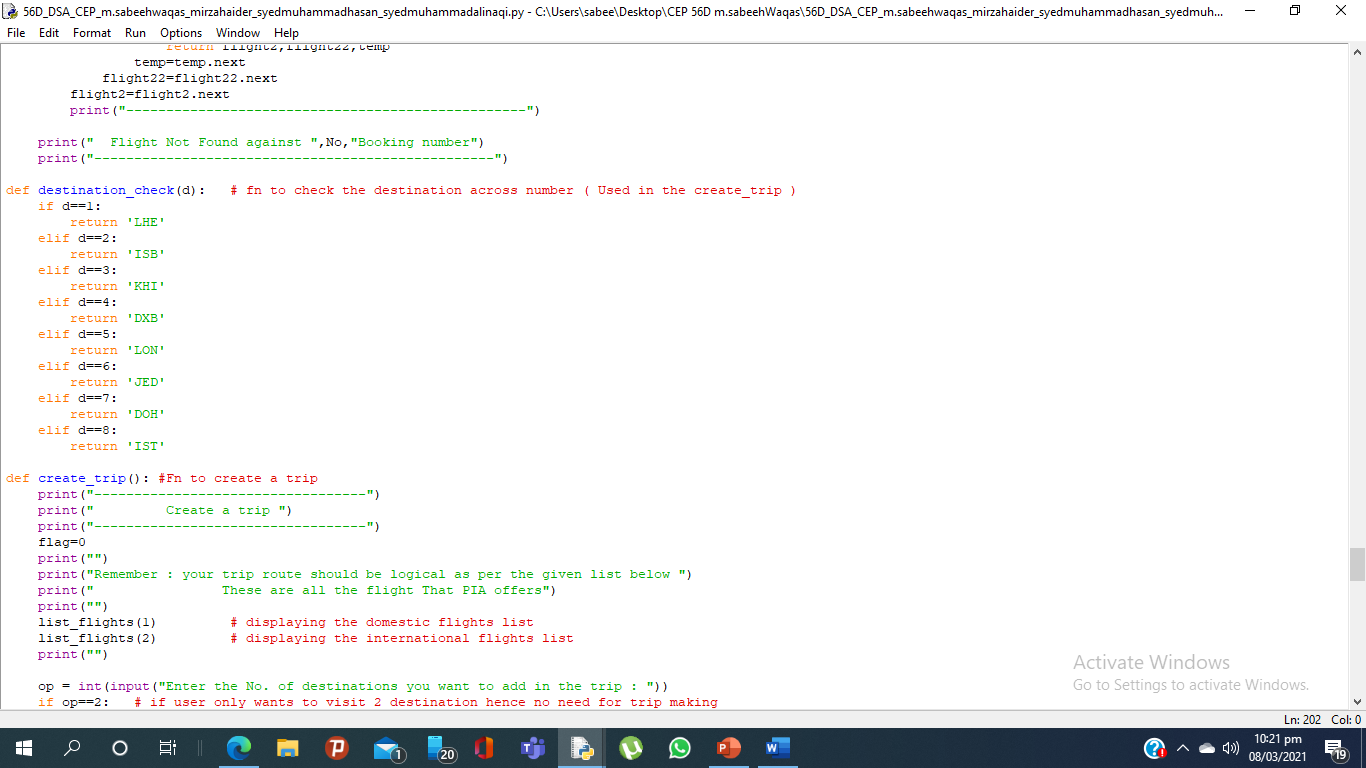 56D_DSA_CEP_m.sabeehwaqas_mirzahaider_syedmuhammadhasan_syedmuhammadalinaqi.py - C:\Users\sabee\Desktop\CEP 56D m.sabeehWaqas\56D_DSA_CEP_m.sabeehwaqas_mirzahaider_syedmuhammadhasan_syedmuh...
File Edit Format Run Options Window Help
                    return flight2,flight22,temp
                temp=temp.next
            flight22=flight22.next
        flight2=flight2.next
        print("--------------------------------------------------")

    print("  Flight Not Found against ",No,"Booking number")
    print("--------------------------------------------------")

def destination_check(d):   # fn to check the destination across number ( Used in the create_trip )
    if d==1:
        return 'LHE'
    elif d==2:
        return 'ISB'
    elif d==3:
        return 'KHI'
    elif d==4:
        return 'DXB'
    elif d==5:
        return 'LON'
    elif d==6:
        return 'JED'
    elif d==7:
        return 'DOH'
    elif d==8:
        return 'IST'

def create_trip(): #Fn to create a trip
    print("----------------------------------")
    print("         Create a trip ")
    print("----------------------------------")
    flag=0
    print("")
    print("Remember : your trip route should be logical as per the given list below ")
    print("                These are all the flight That PIA offers")
    print("")
    list_flights(1)         # displaying the domestic flights list
    list_flights(2)         # displaying the international flights list
    print("")

    op = int(input("Enter the No. of destinations you want to add in the trip : "))
    if op==2:   # if user only wants to visit 2 destination hence no need for trip making
Activate Windows
Go to Settings to activate Windows.
Ln: 202 Col: 0
1
20
10:21 pm
08/03/2021
19